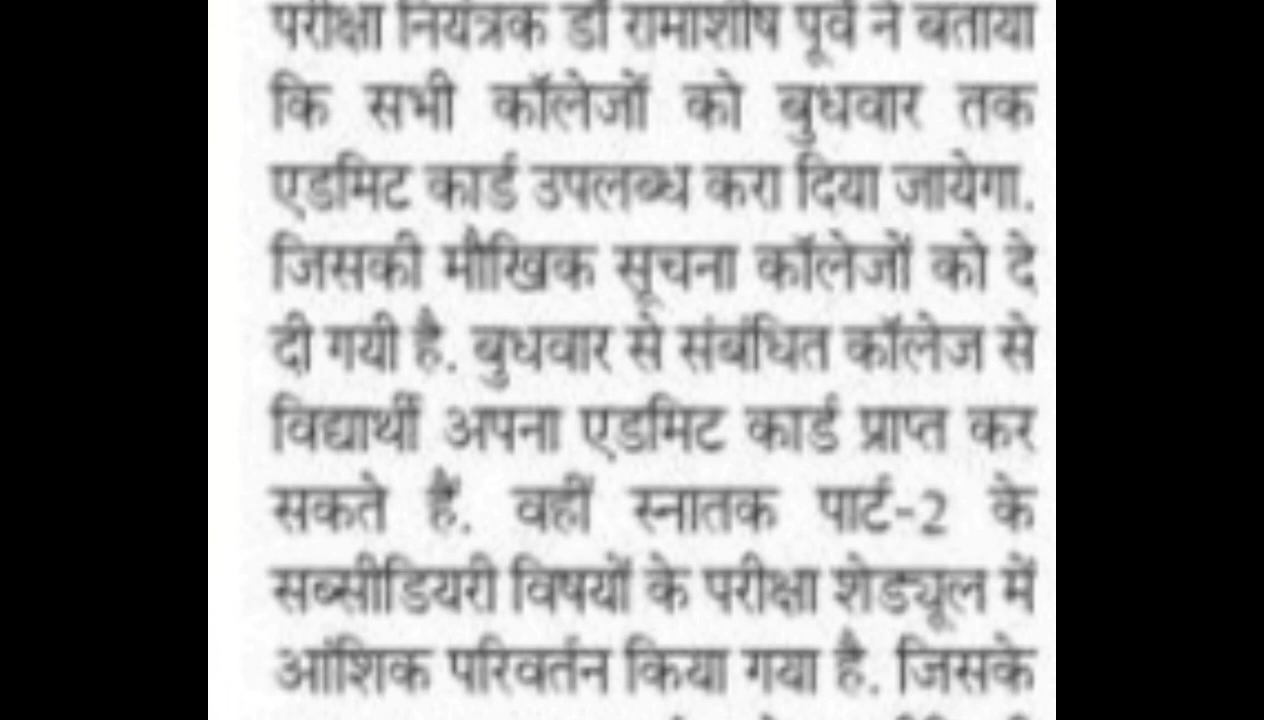 परीक्षा नियंत्रक डॉ रामाशीष पूर्वे ने बताया
कि सभी कॉलेजों को बुधवार तक
एडमिट कार्ड उपलब्ध करा दिया जायेगा.
जिसकी मौखिक सूचना कॉलेजों को दे
दी गयी है. बुधवार से संबंधित कॉलेज से
विद्यार्थी अपना एडमिट कार्ड प्राप्त कर
सकते हैं. वहीं स्नातक पार्ट-2 के
सब्सीडियरी विषयों के परीक्षा शेड्यूल में
आंशिक परिवर्तन किया गया है. जिसके